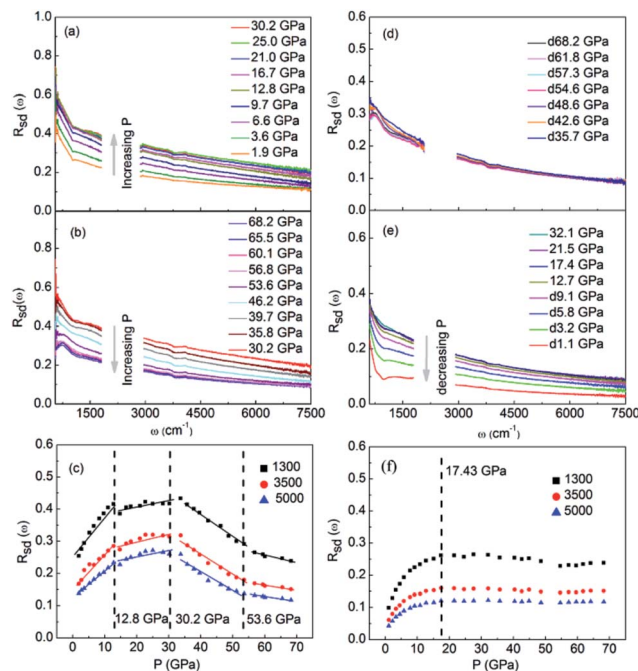 (a)
30.2 GPa
25.0 GPa
21.0 GPa
16.7 GPa
12.8 GPa
9.7 GPa
6.6 GPa
3.6 GPa
1.9 GPa
Increasing P
R_sd (ω)
1.0
0.8
0.6
0.4
0.2
0.0
(b)
68.2 GPa
65.5 GPa
60.1 GPa
56.8 GPa
53.6 GPa
46.2 GPa
39.7 GPa
35.8 GPa
30.2 GPa
Increasing P
R_sd(ω)
1.0
0.8
0.6
0.4
0.2
0.0
1500 3000 4500 6000 7500
ω (cm⁻¹)
(c)
1300
3500
5000
R_sd(ω)
0.6
0.5
0.4
0.3
0.2
0.1
0.0
12.8 GPa
30.2 GPa
53.6 GPa
0 10 20 30 40 50 60 70
P (GPa)
(d)
d68.2 GPa
d61.8 GPa
d57.3 GPa
d54.6 GPa
d48.6 GPa
d42.6 GPa
d35.7 GPa
R_sd (ω)
0.6
0.5
0.4
0.3
0.2
0.1
0.0
(e)
32.1 GPa
21.5 GPa
17.4 GPa
12.7 GPa
d9.1 GPa
d5.8 GPa
d3.2 GPa
d1.1 GPa
decreasing P
R_sd(ω)
0.6
0.5
0.4
0.3
0.2
0.1
0.0
1500 3000 4500 6000 7500
ω (cm⁻¹)
(f)
17.43 GPa
1300
3500
5000
R_sd(ω)
0.6
0.5
0.4
0.3
0.2
0.1
0.0
0 10 20 30 40 50 60 70
P (GPa)